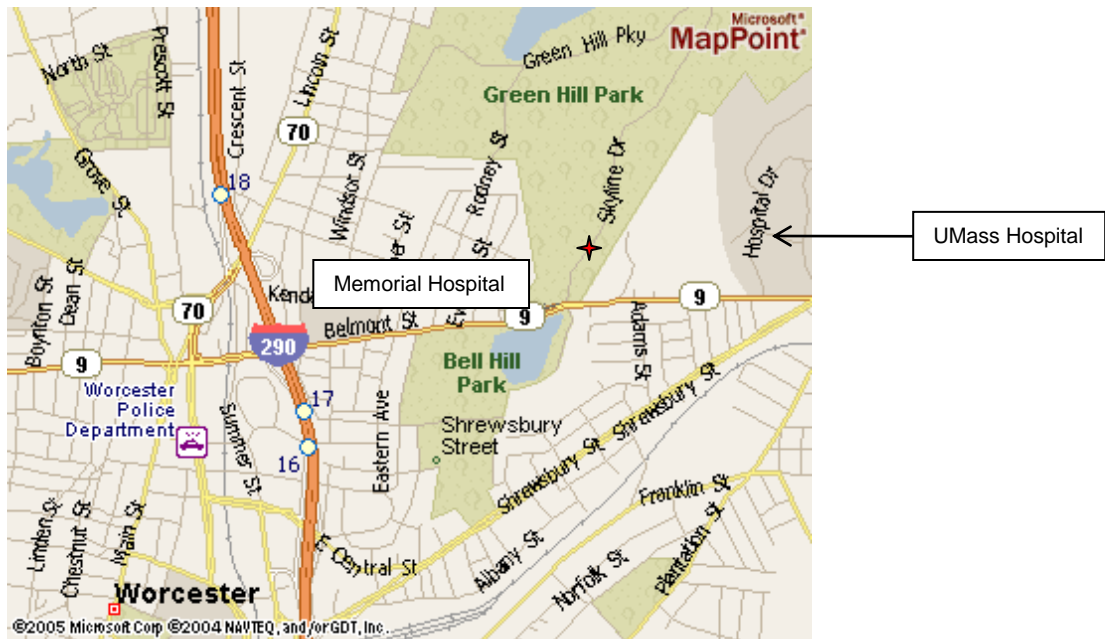 Microsoft®
MapPoint®
North St
Prescott St
Crescent St
Lincoln St
Green Hill Pky
Green Hill Park
70
18
Grove St
Windsor St
Rodney St
Skyline Dr
Hospital Dr
UMass Hospital
Memorial Hospital
Boynton St
Dean St
70
9
290
Belmont St
9
9
Adams St
Bell Hill
Park
Worcester
Police
Department
17
16
Summer St
Eastern Ave
Shrewsbury
Street
Shrewsbury St
Shrewsbury St
Franklin St
Plantation St
Linden St
Chestnut St
Main St
E Central St
Albany St
Norfolk St
Worcester
©2005 Microsoft Corp ©2004 NAVTEQ, and/or GDT, Inc.